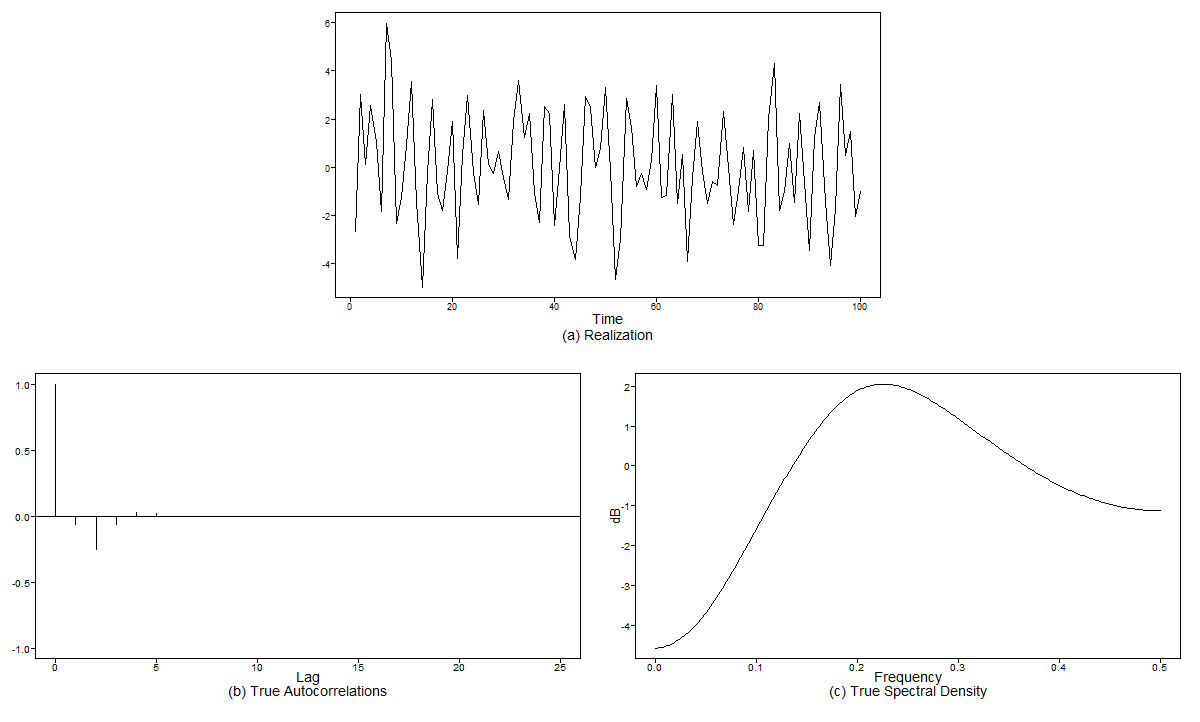 6
4
2
0
-2
-4
0 20 40 60 80 100
Time
(a) Realization
1.0
0.5
0.0
-0.5
-1.0
0 5 10 15 20 25
Lag
(b) True Autocorrelations
2
1
0
-1
-2
-3
-4
dB
0.0 0.1 0.2 0.3 0.4 0.5
Frequency
(c) True Spectral Density